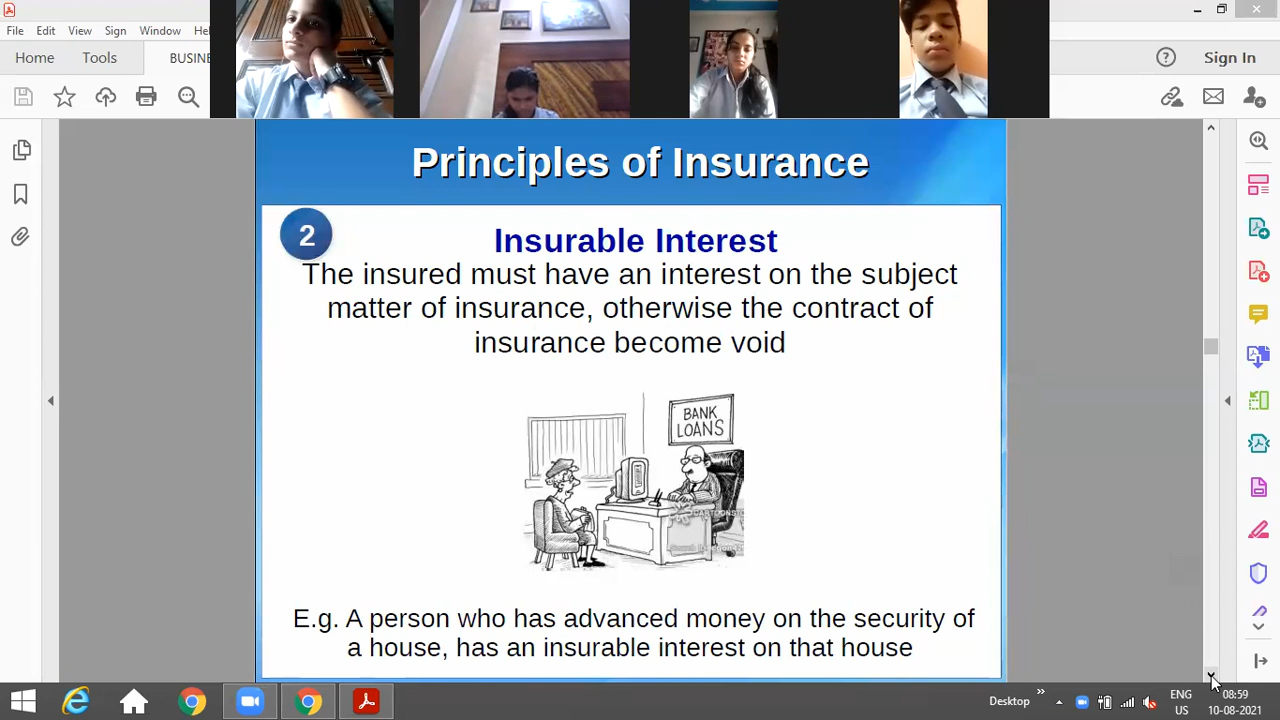 File Edit View Sign Window Hel
Home Tools BUSINE
Sign In
Principles of Insurance
2
Insurable Interest
The insured must have an interest on the subject
matter of insurance, otherwise the contract of
insurance become void
BANK
LOANS
E.g. A person who has advanced money on the security of
a house, has an insurable interest on that house
Desktop
ENG
US
08:59
10-08-2021